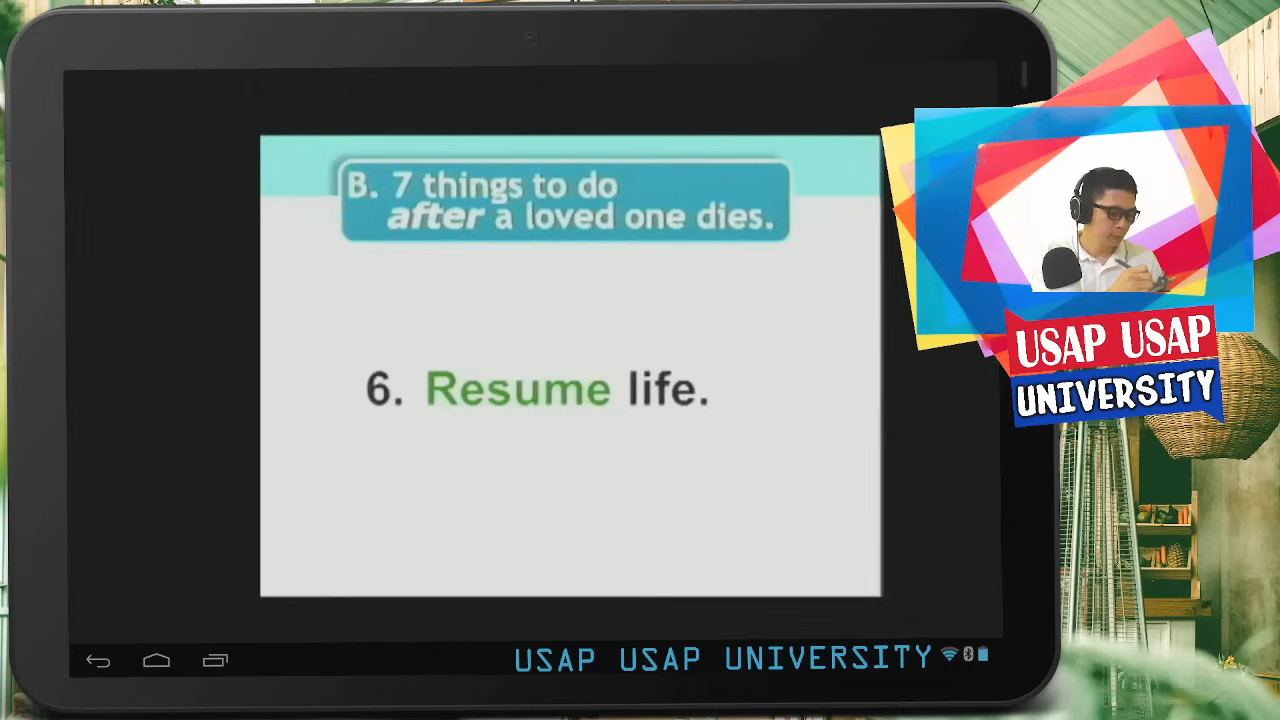 B. 7 things to do
after a loved one dies.
6. Resume life.
USAP USAP
UNIVERSITY
USAP USAP UNIVERSITY